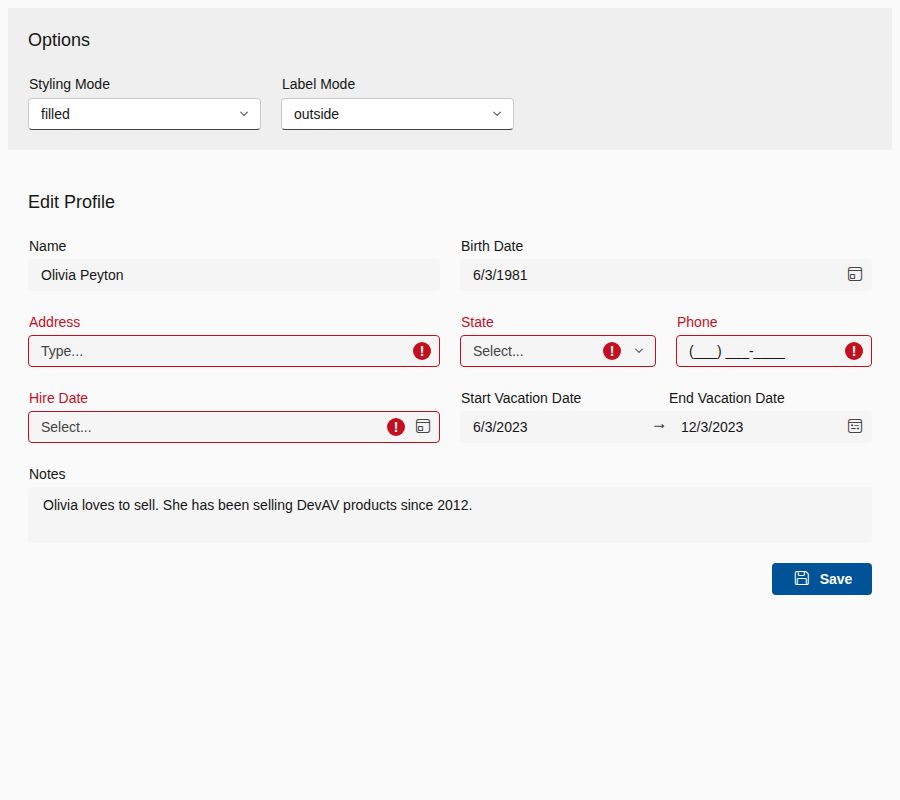 Options
Styling Mode Label Mode
filled outside
Edit Profile
Name Birth Date
Olivia Peyton 6/3/1981
Address State Phone
Type... Select... (___) ___-____
Hire Date Start Vacation Date End Vacation Date
Select... 6/3/2023 → 12/3/2023
Notes
Olivia loves to sell. She has been selling DevAV products since 2012.
Save